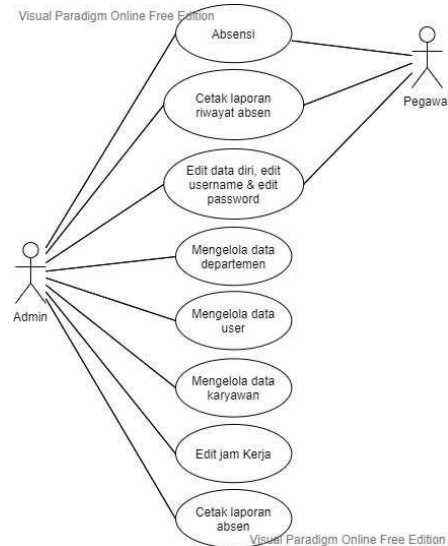 Visual Paradigm Online Free Edition
Absensi
Pegawa
Cetak laporan
riwayat absen
Edit data diri, edit
username & edit
password
Mengelola data
departemen
Admin
Mengelola data
user
Mengelola data
karyawan
Edit jam Kerja
Cetak laporan
absen
Visual Paradigm Online Free Edition